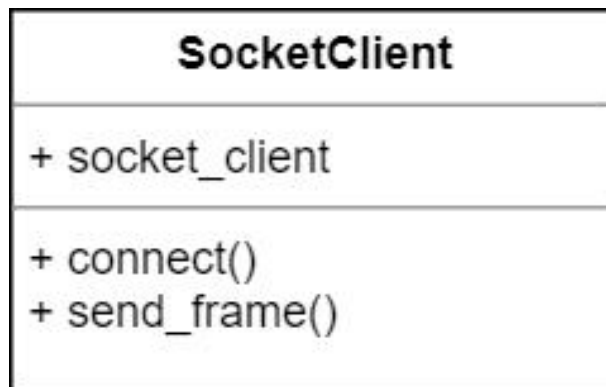 SocketClient
+ socket_client
+ connect()
+ send_frame()